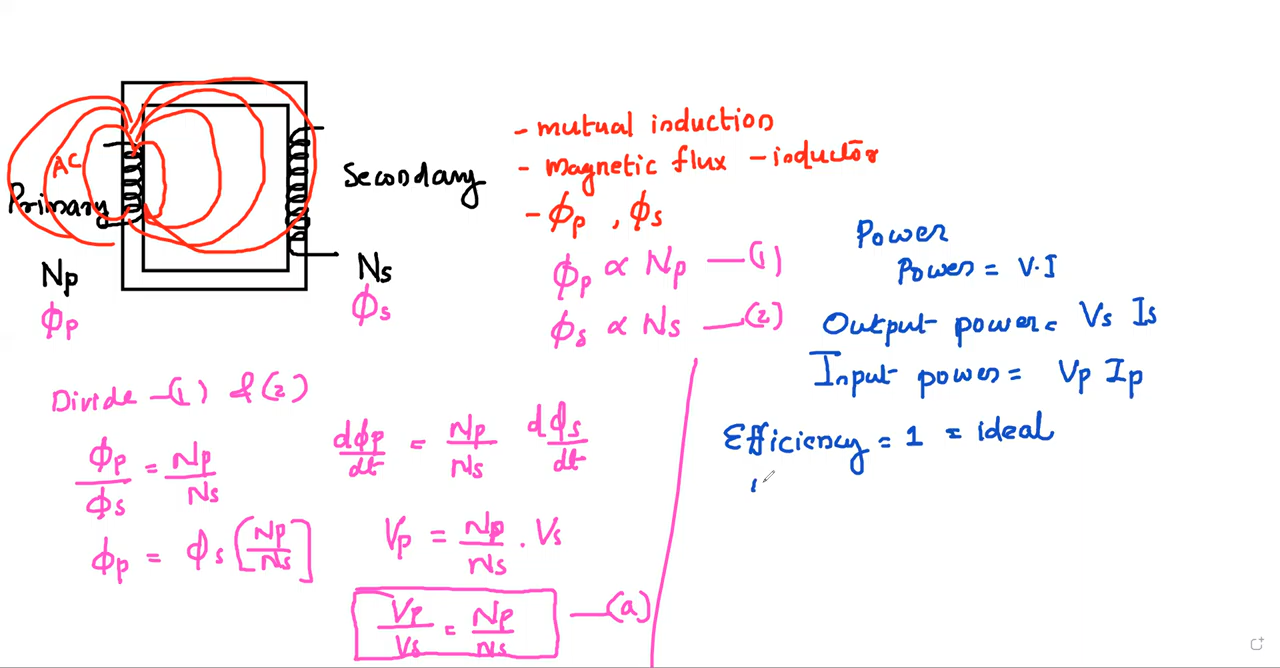 AC
Primary
Np
ϕp
Secondary
Ns
ϕs
- mutual induction
- magnetic flux - inductor
- ϕp , ϕs
ϕp ∝ Np —(1)
ϕs ∝ Ns —(2)
Divide -(1) & (2)
ϕp/ϕs = Np/Ns
ϕp = ϕs [Np/Ns]
dϕp/dt = Np/Ns dϕs/dt
Vp = Np/Ns . Vs
Vp/Vs = Np/Ns —(a)
Power
Power = V.I
Output power = Vs Is
Input power = Vp Ip
Efficiency = 1 = ideal